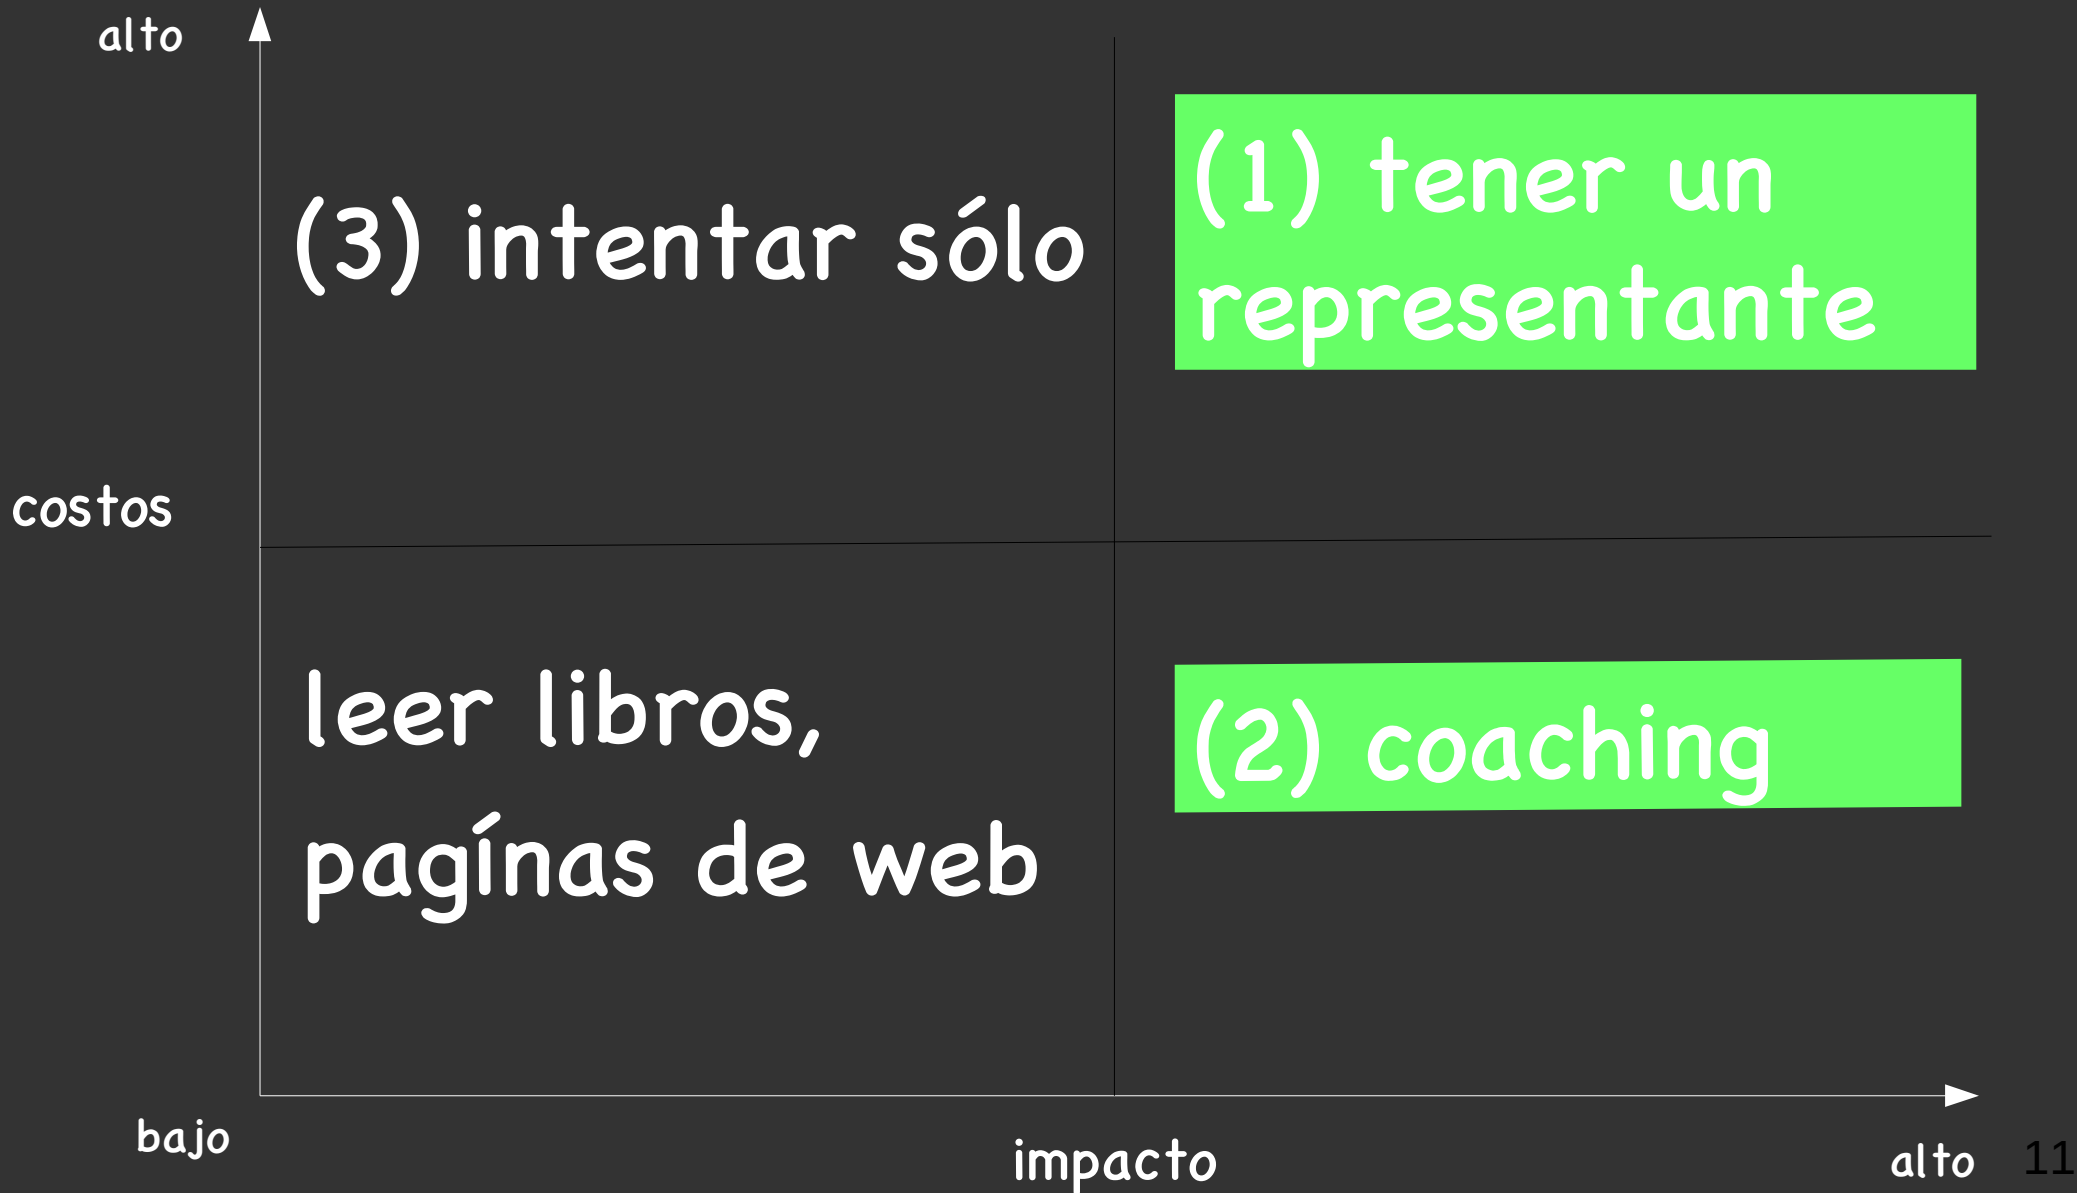 alto
(1) tener un
representante
(3) intentar sólo
costos
leer libros,
pagínas de web
(2) coaching
bajo
impacto
alto
11